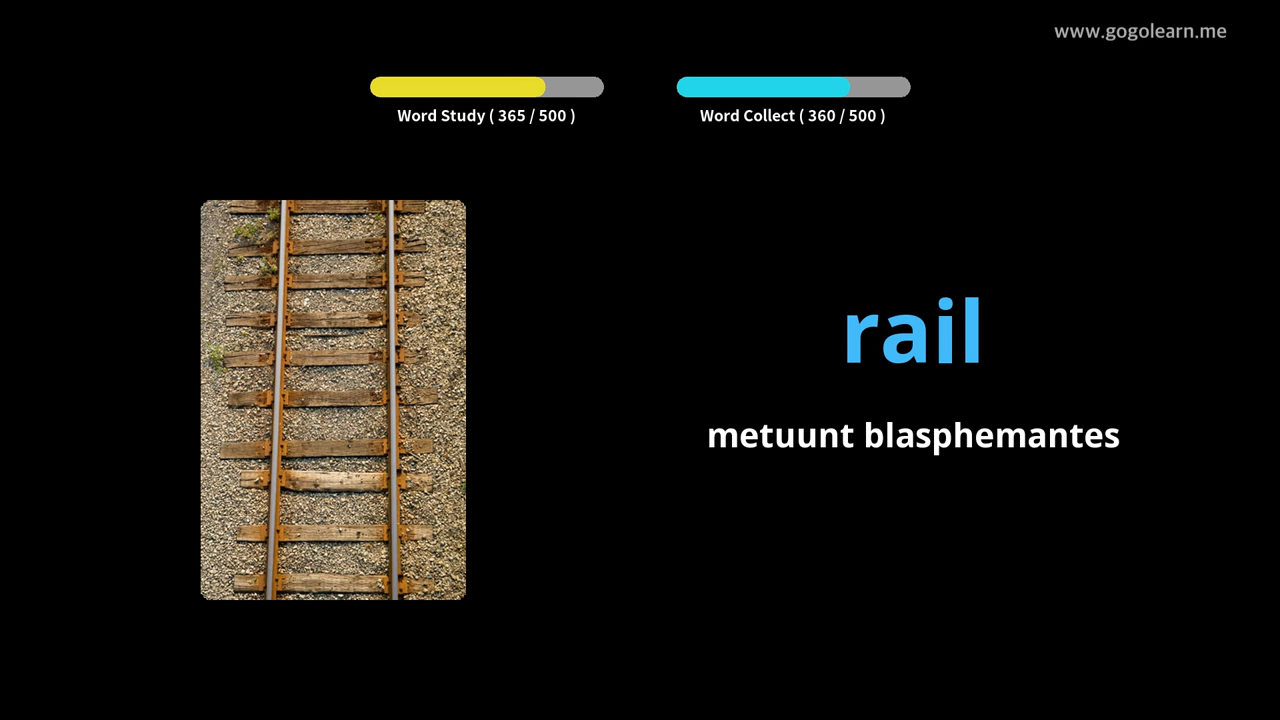 www.gogolearn.me
Word Study ( 365 / 500 )
Word Collect ( 360 / 500 )
rail
metuunt blasphemantes